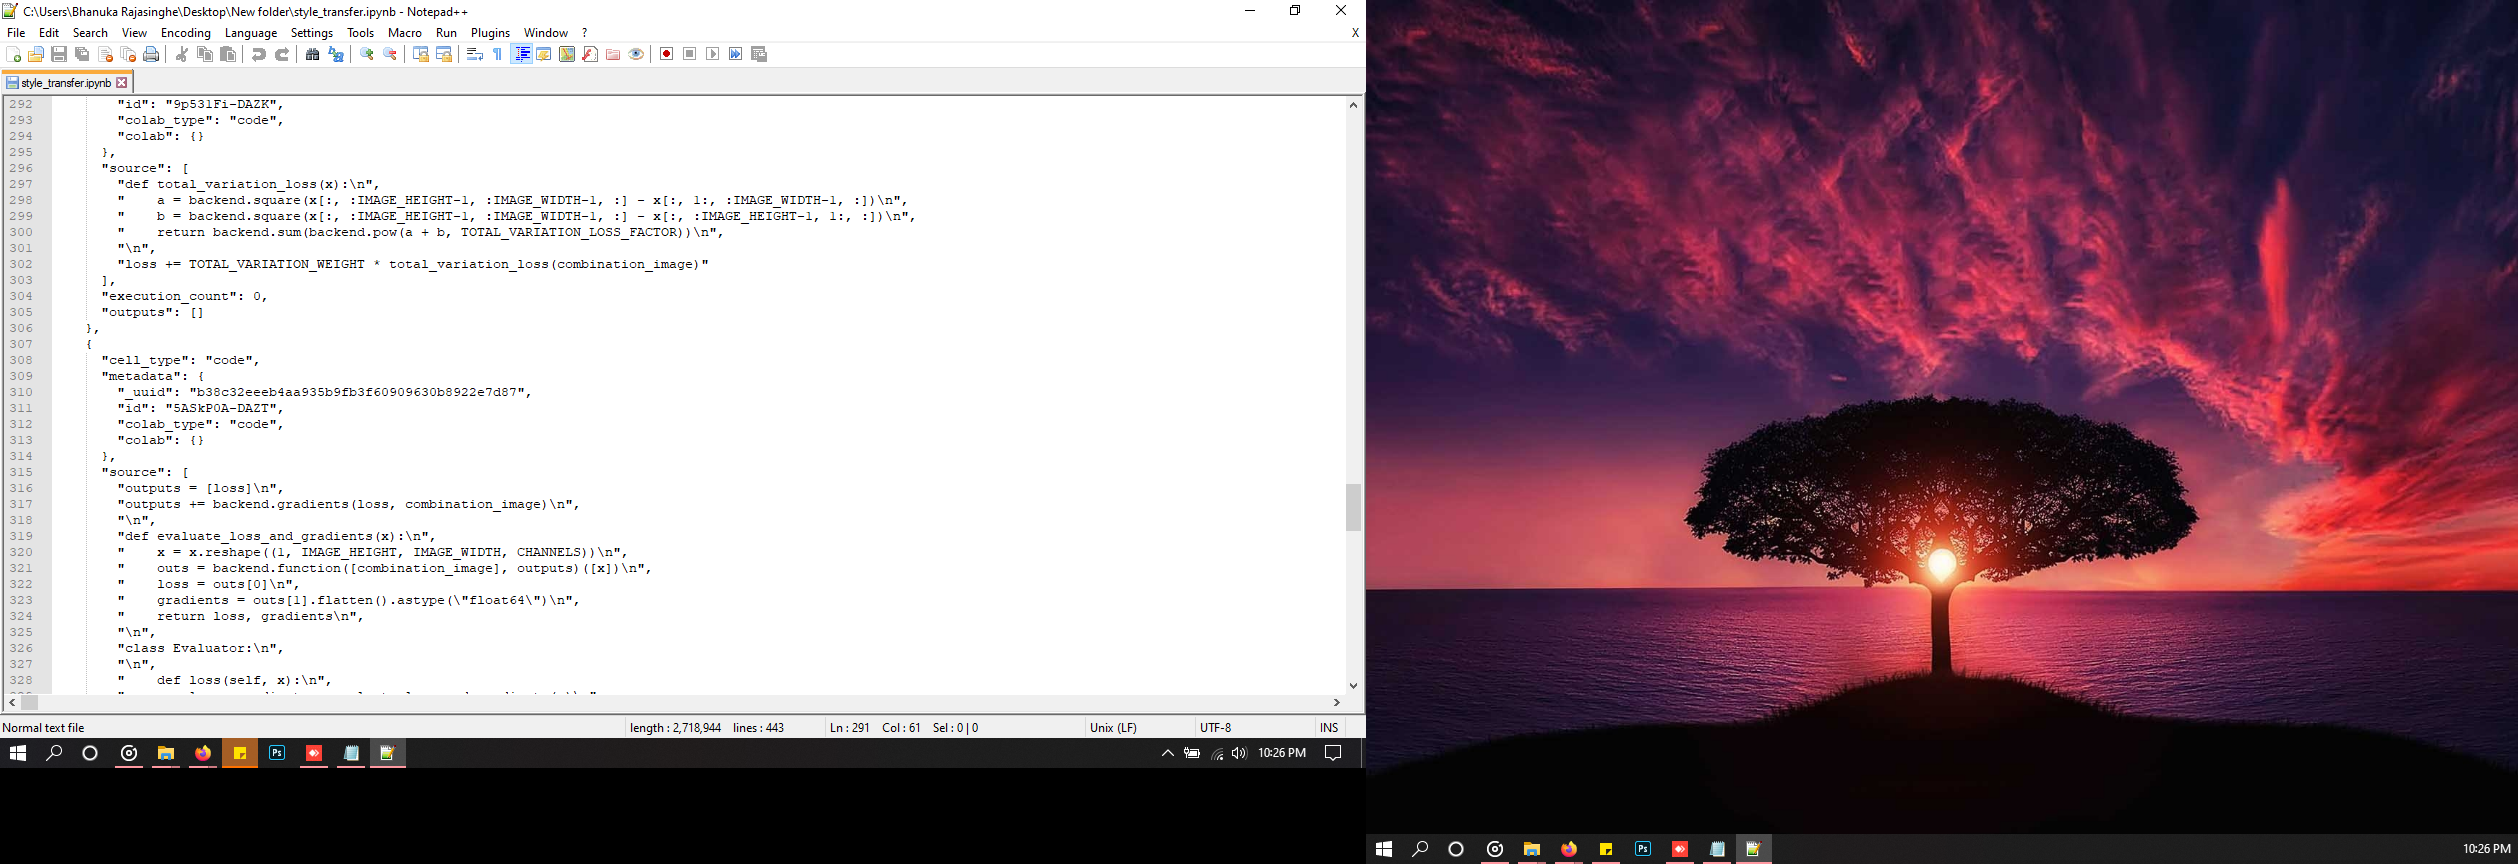 C:\Users\Bhanuka Rajasinghe\Desktop\New folder\style_transfer.ipynb - Notepad++
File Edit Search View Encoding Language Settings Tools Macro Run Plugins Window ? X
style_transfer.ipynb
292 "id": "9p531Fi-DAZK",
293 "colab_type": "code",
294 "colab": {}
295 },
296 "source": [
297 "def total_variation_loss(x):\n",
298 "    a = backend.square(x[:, :IMAGE_HEIGHT-1, :IMAGE_WIDTH-1, :] - x[:, 1:, :IMAGE_WIDTH-1, :])\n",
299 "    b = backend.square(x[:, :IMAGE_HEIGHT-1, :IMAGE_WIDTH-1, :] - x[:, :IMAGE_HEIGHT-1, 1:, :])\n",
300 "    return backend.sum(backend.pow(a + b, TOTAL_VARIATION_LOSS_FACTOR))\n",
301 "\n",
302 "loss += TOTAL_VARIATION_WEIGHT * total_variation_loss(combination_image)"
303 ],
304 "execution_count": 0,
305 "outputs": []
306 },
307 {
308 "cell_type": "code",
309 "metadata": {
310 "_uuid": "b38c32eeeb4aa935b9fb3f60909630b8922e7d87",
311 "id": "5ASkP0A-DAZT",
312 "colab_type": "code",
313 "colab": {}
314 },
315 "source": [
316 "outputs = [loss]\n",
317 "outputs += backend.gradients(loss, combination_image)\n",
318 "\n",
319 "def evaluate_loss_and_gradients(x):\n",
320 "    x = x.reshape((1, IMAGE_HEIGHT, IMAGE_WIDTH, CHANNELS))\n",
321 "    outs = backend.function([combination_image], outputs)([x])\n",
322 "    loss = outs[0]\n",
323 "    gradients = outs[1].flatten().astype(\"float64\")\n",
324 "    return loss, gradients\n",
325 "\n",
326 "class Evaluator:\n",
327 "\n",
328 "    def loss(self, x):\n",
Normal text file length : 2,718,944 lines : 443 Ln : 291 Col : 61 Sel : 0 | 0 Unix (LF) UTF-8 INS
Ps 10:26 PM
Ps 10:26 PM